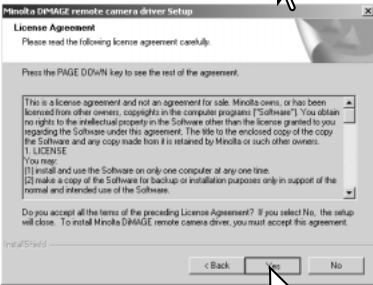 Minolta DiMAGE remote camera driver Setup
License Agreement
Please read the following license agreement carefully.
Press the PAGE DOWN key to see the rest of the agreement.
This is a license agreement and not an agreement for sale. Minolta owns, or has been
licensed from other owners, copyrights in the computer programs ["Software"]. You obtain
no rights to the intellectual property in the Software other than the license granted to you
regarding the Software under this agreement. The title to the enclosed copy of the copy
the Software and any copy made from it is retained by Minolta or such other owners.
1. LICENSE
You may:
[1] install and use the Software on only one computer at any one time.
[2] make a copy of the Software for backup or installation purposes only in support of the
normal and intended use of the Software.
Do you accept all the terms of the preceding License Agreement? If you select No, the setup
will close. To install Minolta DiMAGE remote camera driver, you must accept this agreement.
InstallShield
< Back Yes No